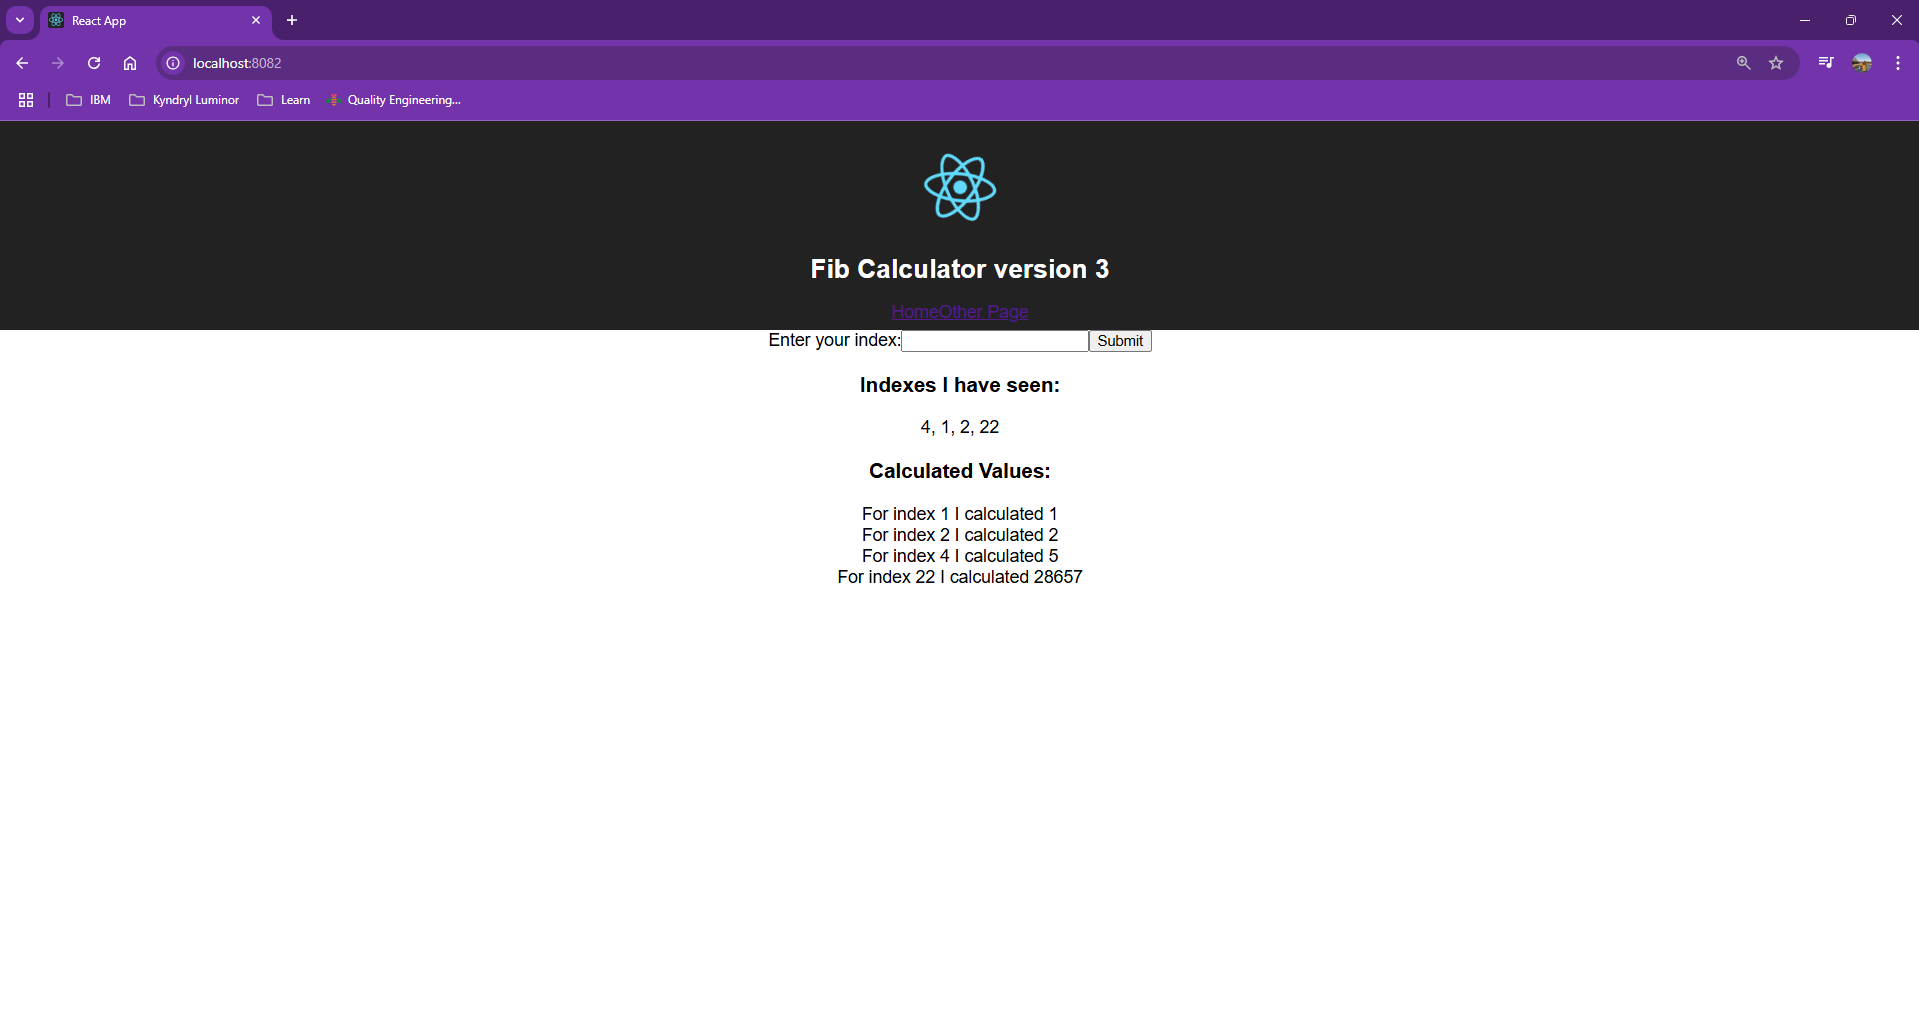 React App
localhost:8082
IBM
Kyndryl Luminor
Learn
Quality Engineering...
Fib Calculator version 3
HomeOther Page
Enter your index:
Submit
Indexes I have seen:
4, 1, 2, 22
Calculated Values:
For index 1 I calculated 1
For index 2 I calculated 2
For index 4 I calculated 5
For index 22 I calculated 28657